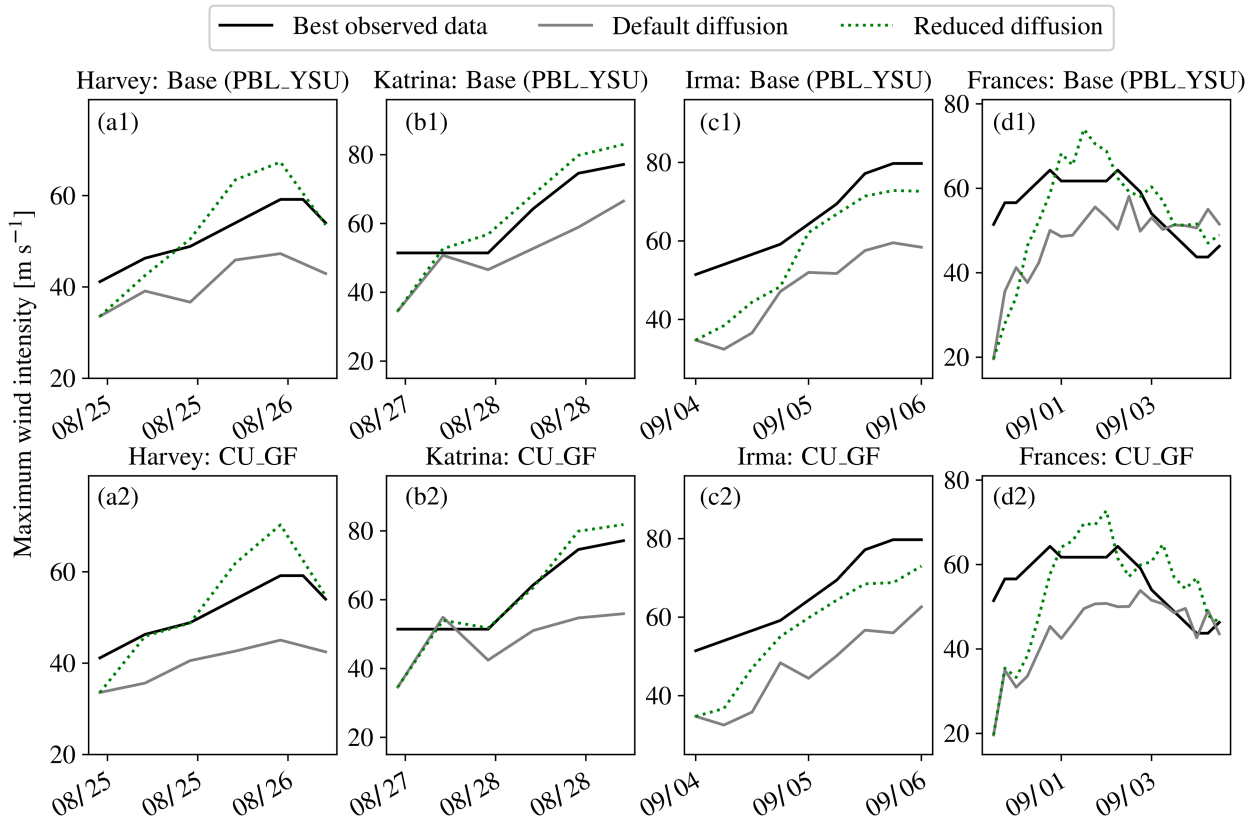 Best observed data Default diffusion Reduced diffusion
Harvey: Base (PBL_YSU) Katrina: Base (PBL_YSU) Irma: Base (PBL_YSU) Frances: Base (PBL_YSU)
Maximum wind intensity [m s−1]
(a1)
60
40
20
08/25 08/25 08/26
(b1)
80
60
40
20
08/27 08/28 08/28
(c1)
80
60
40
09/04 09/05 09/06
(d1)
80
60
40
20
09/01 09/03
Harvey: CU_GF Katrina: CU_GF Irma: CU_GF Frances: CU_GF
(a2)
60
40
20
08/25 08/25 08/26
(b2)
80
60
40
20
08/27 08/28 08/28
(c2)
80
60
40
09/04 09/05 09/06
(d2)
80
60
40
20
09/01 09/03